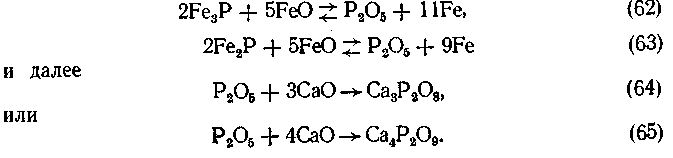 2Fe₃P + 5FeO ⇄ P₂O₅ + 11Fe, (62)
2Fe₂P + 5FeO ⇄ P₂O₅ + 9Fe (63)
и далее
P₂O₅ + 3CaO → Ca₃P₂O₈, (64)
или
P₂O₅ + 4CaO → Ca₄P₂O₉. (65)